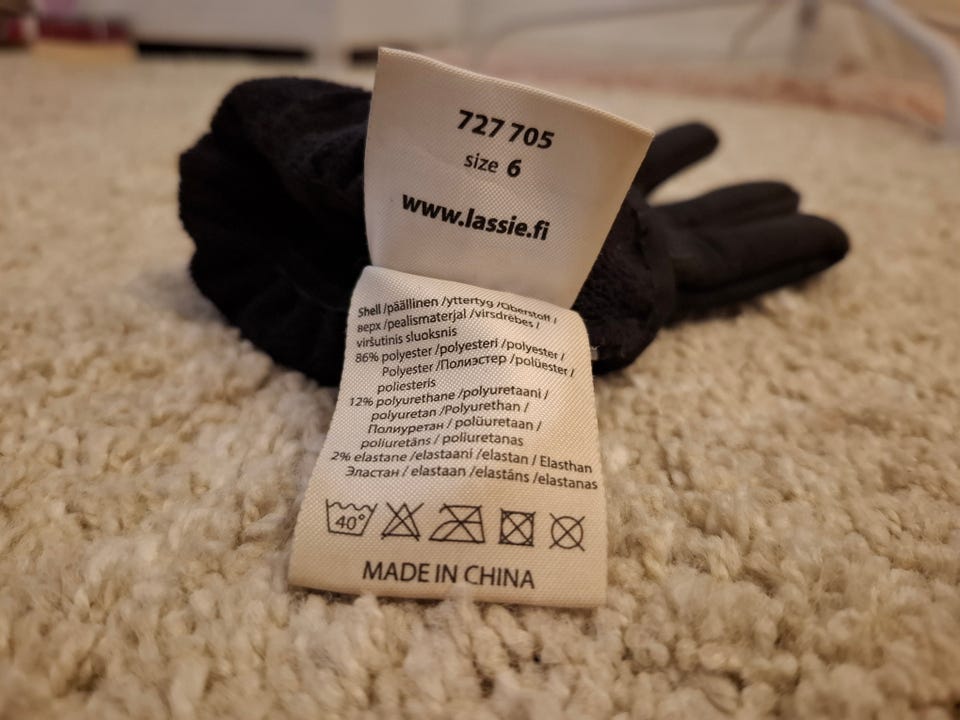 727 705
size 6
www.lassie.fi
Shell /päällinen /yttertyg /Oberstoff /
верх /pealismaterjal /virsdrēbes /
viršutinis sluoksnis
86% polyester /polyesteri /polyester /
Polyester /Полиэстер /polüester /
poliesteris
12% polyurethane /polyuretaani /
polyuretan /Polyurethan /
Полиуретан / polüuretaan /
poliuretāns / poliuretanas
2% elastane /elastaani /elastan / Elasthan
Эластан / elastaan /elastāns /elastanas
40°
MADE IN CHINA